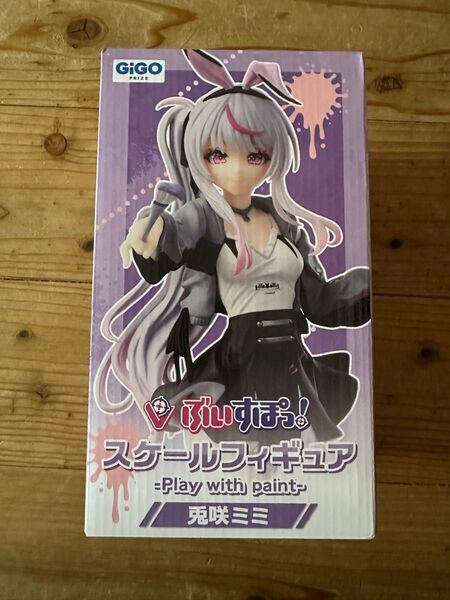 GiGO
PRIZE
ぶいすぽっ!
スケールフィギュア
-Play with paint-
兎咲ミミ